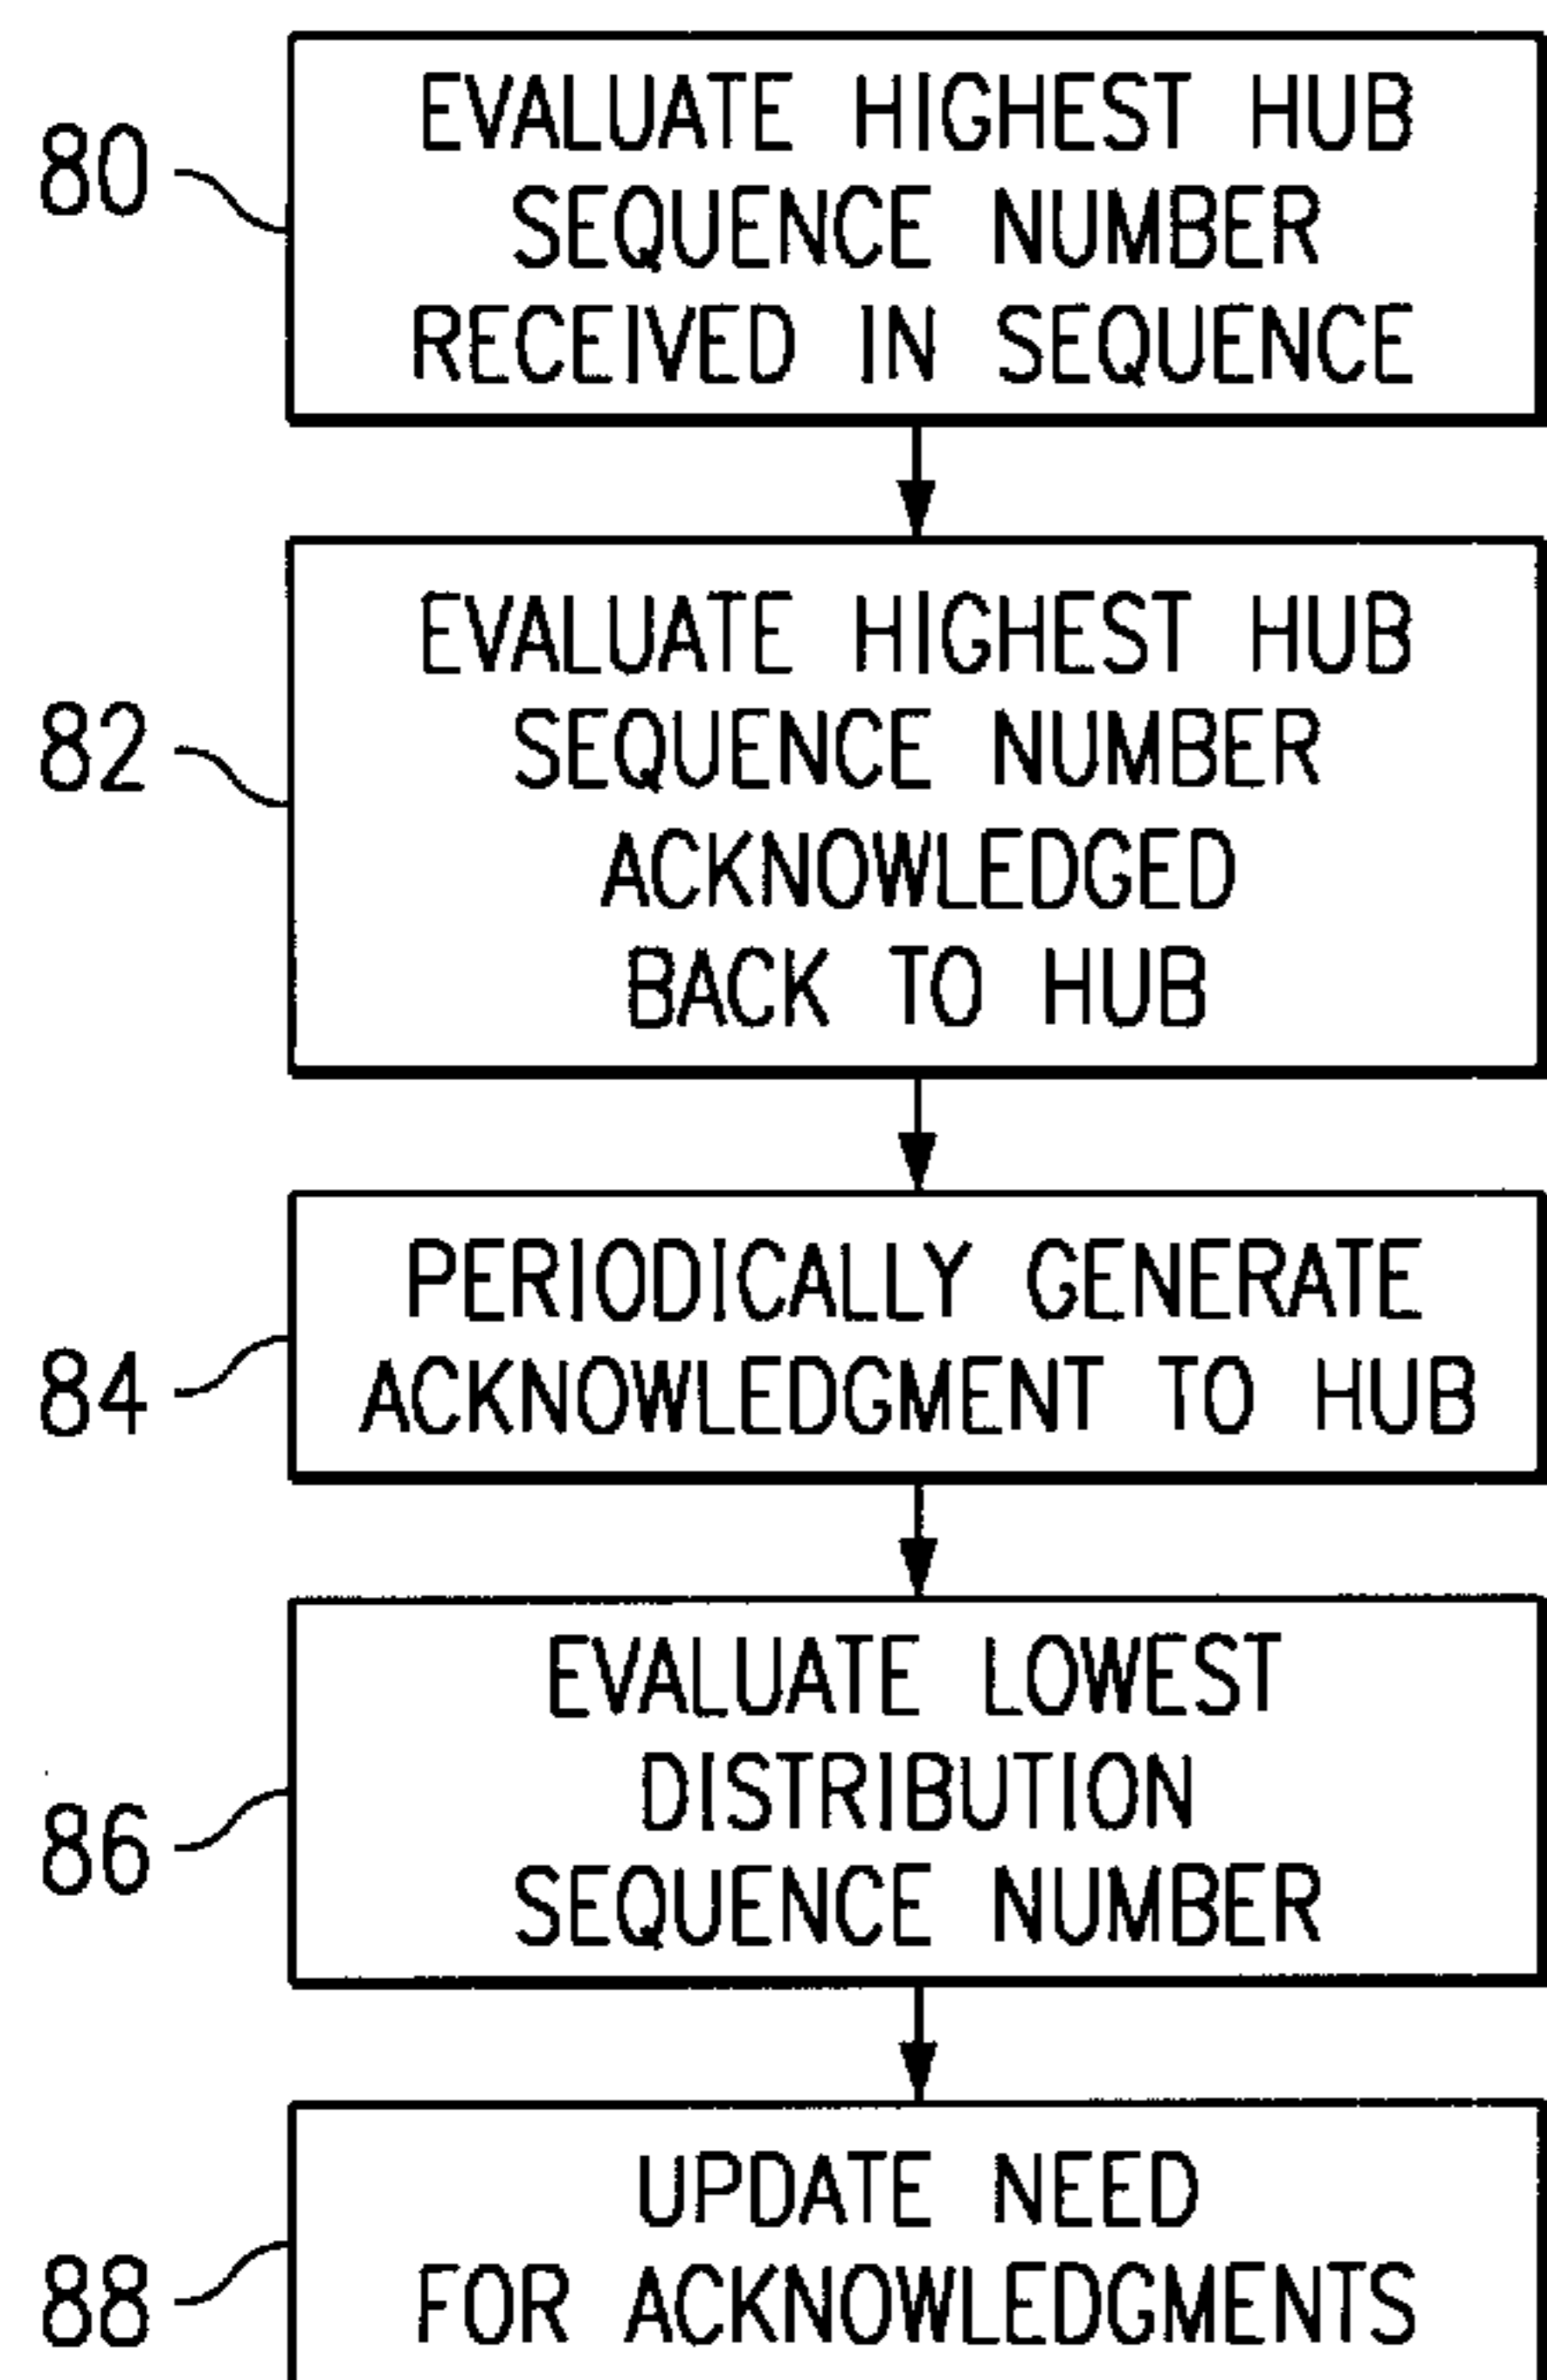 80
EVALUATE HIGHEST HUB
SEQUENCE NUMBER
RECEIVED IN SEQUENCE
82
EVALUATE HIGHEST HUB
SEQUENCE NUMBER
ACKNOWLEDGED
BACK TO HUB
84
PERIODICALLY GENERATE
ACKNOWLEDGMENT TO HUB
86
EVALUATE LOWEST
DISTRIBUTION
SEQUENCE NUMBER
88
UPDATE NEED
FOR ACKNOWLEDGMENTS